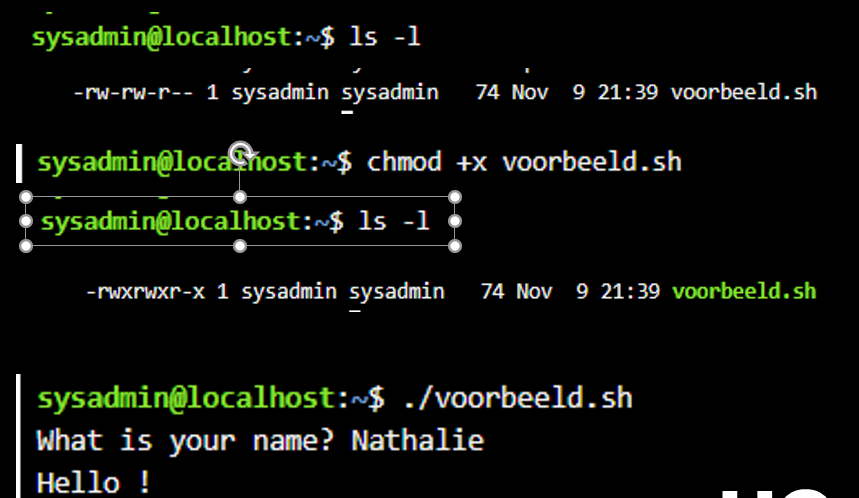 sysadmin@localhost:~$ ls -l
-rw-rw-r-- 1 sysadmin sysadmin 74 Nov 9 21:39 voorbeeld.sh
sysadmin@localhost:~$ chmod +x voorbeeld.sh
sysadmin@localhost:~$ ls -l
-rwxrwxr-x 1 sysadmin sysadmin 74 Nov 9 21:39 voorbeeld.sh
sysadmin@localhost:~$ ./voorbeeld.sh
What is your name? Nathalie
Hello !